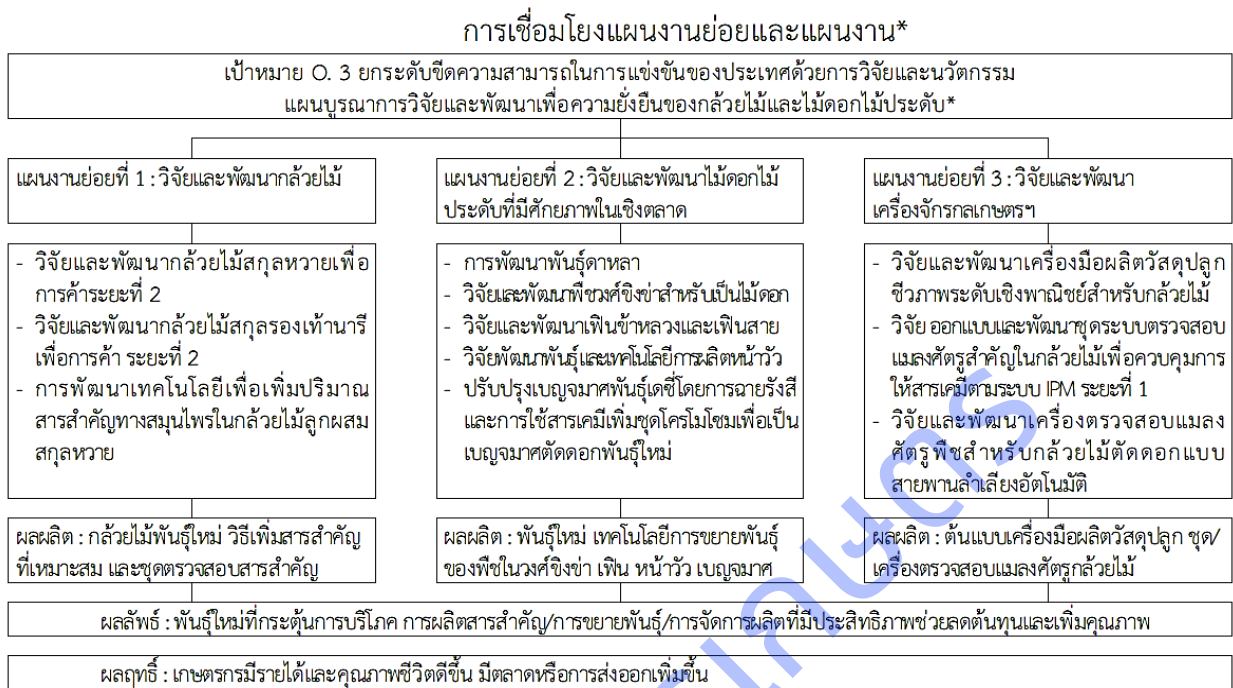 การเชื่อมโยงแผนงานย่อยและแผนงาน*
เป้าหมาย O. 3 ยกระดับขีดความสามารถในการแข่งขันของประเทศด้วยการวิจัยและนวัตกรรม
แผนบูรณาการวิจัยและพัฒนาเพื่อความยั่งยืนของกล้วยไม้และไม้ดอกไม้ประดับ*
แผนงานย่อยที่ 1 : วิจัยและพัฒนากล้วยไม้
- วิจัยและพัฒนากล้วยไม้สกุลหวายเพื่อ
การค้าระยะที่ 2
- วิจัยและพัฒนากล้วยไม้สกุลรองเท้านารี
เพื่อการค้า ระยะที่ 2
- การพัฒนาเทคโนโลยีเพื่อเพิ่มปริมาณ
สารสำคัญทางสมุนไพรในกล้วยไม้ลูกผสม
สกุลหวาย
ผลผลิต : กล้วยไม้พันธุ์ใหม่ วิธีเพิ่มสารสำคัญ
ที่เหมาะสม และชุดตรวจสอบสารสำคัญ
แผนงานย่อยที่ 2 : วิจัยและพัฒนาไม้ดอกไม้
ประดับที่มีศักยภาพในเชิงตลาด
- การพัฒนาพันธุ์ดาหลา
- วิจัยและพัฒนาพืชวงศ์ขิงข่าสำหรับเป็นไม้ดอก
- วิจัยและพัฒนาเฟินข้าหลวงและเฟินสาย
- วิจัยพัฒนาพันธุ์และเทคโนโลยีการผลิตหน้าวัว
- ปรับปรุงเบญจมาศพันธุ์เดซี่โดยการฉายรังสี
และการใช้สารเคมีเพิ่มชุดโครโมโซมเพื่อเป็น
เบญจมาศตัดดอกพันธุ์ใหม่
ผลผลิต : พันธุ์ใหม่ เทคโนโลยีการขยายพันธุ์
ของพืชในวงศ์ขิงข่า เฟิน หน้าวัว เบญจมาศ
แผนงานย่อยที่ 3 : วิจัยและพัฒนา
เครื่องจักรกลเกษตรฯ
- วิจัยและพัฒนาเครื่องมือผลิตวัสดุปลูก
ชีวภาพระดับเชิงพาณิชย์สำหรับกล้วยไม้
- วิจัย ออกแบบและพัฒนาชุดระบบตรวจสอบ
แมลงศัตรูสำคัญในกล้วยไม้เพื่อควบคุมการ
ให้สารเคมีตามระบบ IPM ระยะที่ 1
- วิจัยและพัฒนาเครื่องตรวจสอบแมลง
ศัตรูพืชสำหรับกล้วยไม้ตัดดอกแบบ
สายพานลำเลียงอัตโนมัติ
ผลผลิต : ต้นแบบเครื่องมือผลิตวัสดุปลูก ชุด/
เครื่องตรวจสอบแมลงศัตรูกล้วยไม้
ผลลัพธ์ : พันธุ์ใหม่ที่กระตุ้นการบริโภค การผลิตสารสำคัญ/การขยายพันธุ์/การจัดการผลิตที่มีประสิทธิภาพช่วยลดต้นทุนและเพิ่มคุณภาพ
ผลฤทธิ์ : เกษตรกรมีรายได้และคุณภาพชีวิตดีขึ้น มีตลาดหรือการส่งออกเพิ่มขึ้น